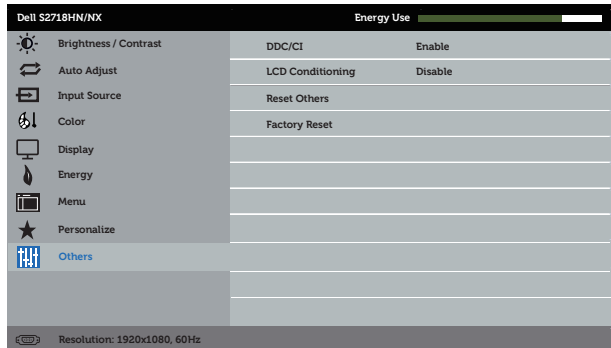 Dell S2718HN/NX Energy Use
Brightness / Contrast
Auto Adjust
Input Source
Color
Display
Energy
Menu
Personalize
Others
DDC/CI Enable
LCD Conditioning Disable
Reset Others
Factory Reset
Resolution: 1920x1080, 60Hz